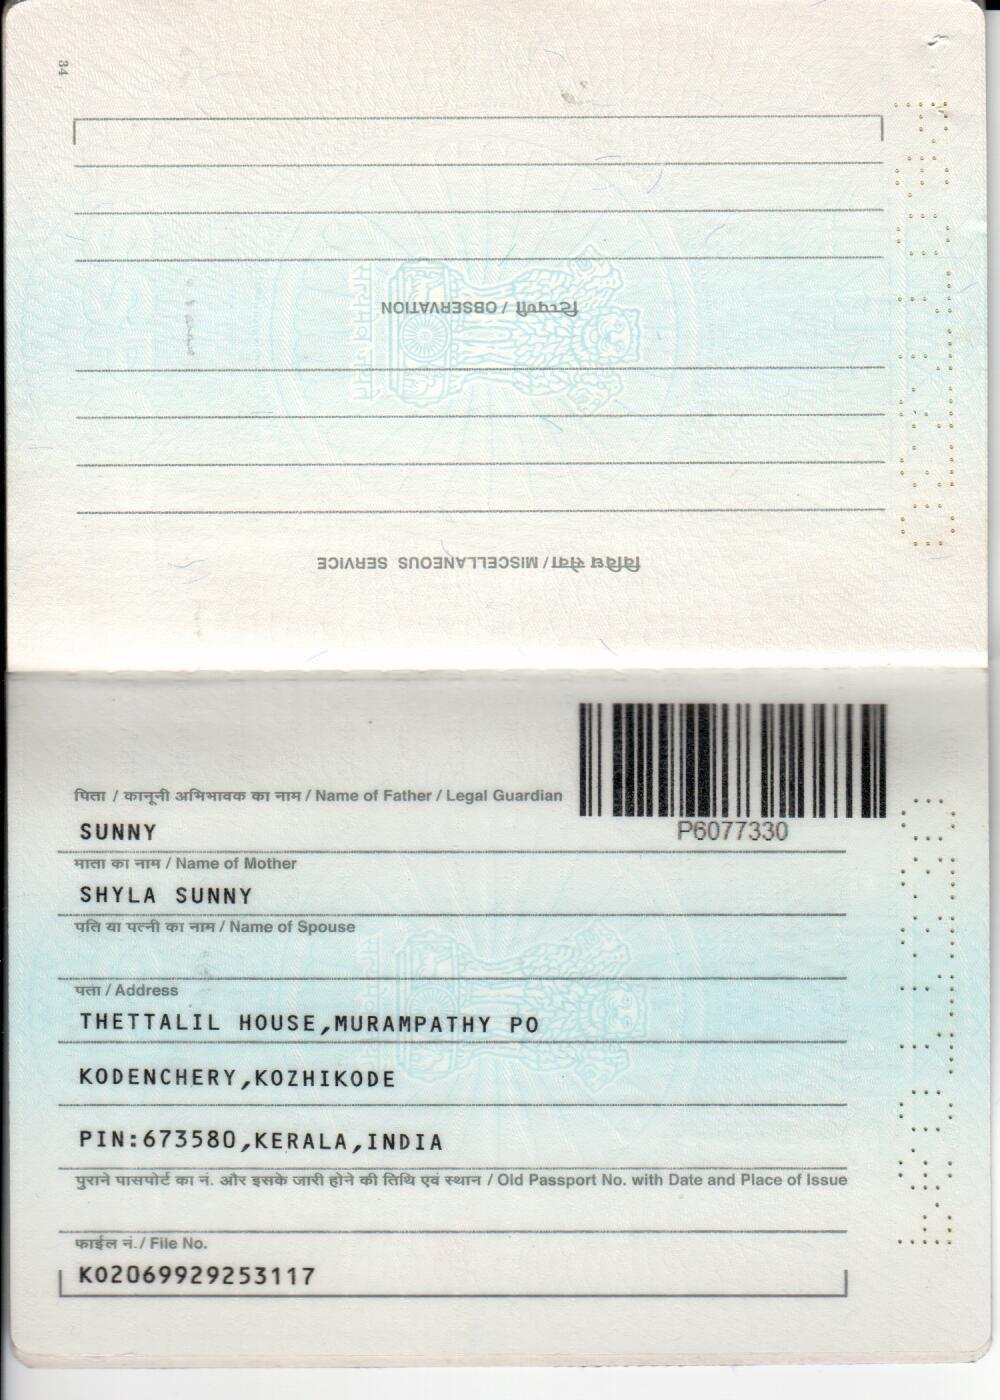 34
टिप्पणी / OBSERVATION
विविध सेवा / MISCELLANEOUS SERVICE
P6077330
पिता / कानूनी अभिभावक का नाम / Name of Father / Legal Guardian
SUNNY
माता का नाम / Name of Mother
SHYLA SUNNY
पति या पत्नी का नाम / Name of Spouse
पता / Address
THETTALIL HOUSE,MURAMPATHY PO
KODENCHERY,KOZHIKODE
PIN:673580,KERALA,INDIA
पुराने पासपोर्ट का नं. और इसके जारी होने की तिथि एवं स्थान / Old Passport No. with Date and Place of Issue
फाईल नं./ File No.
K02069929253117